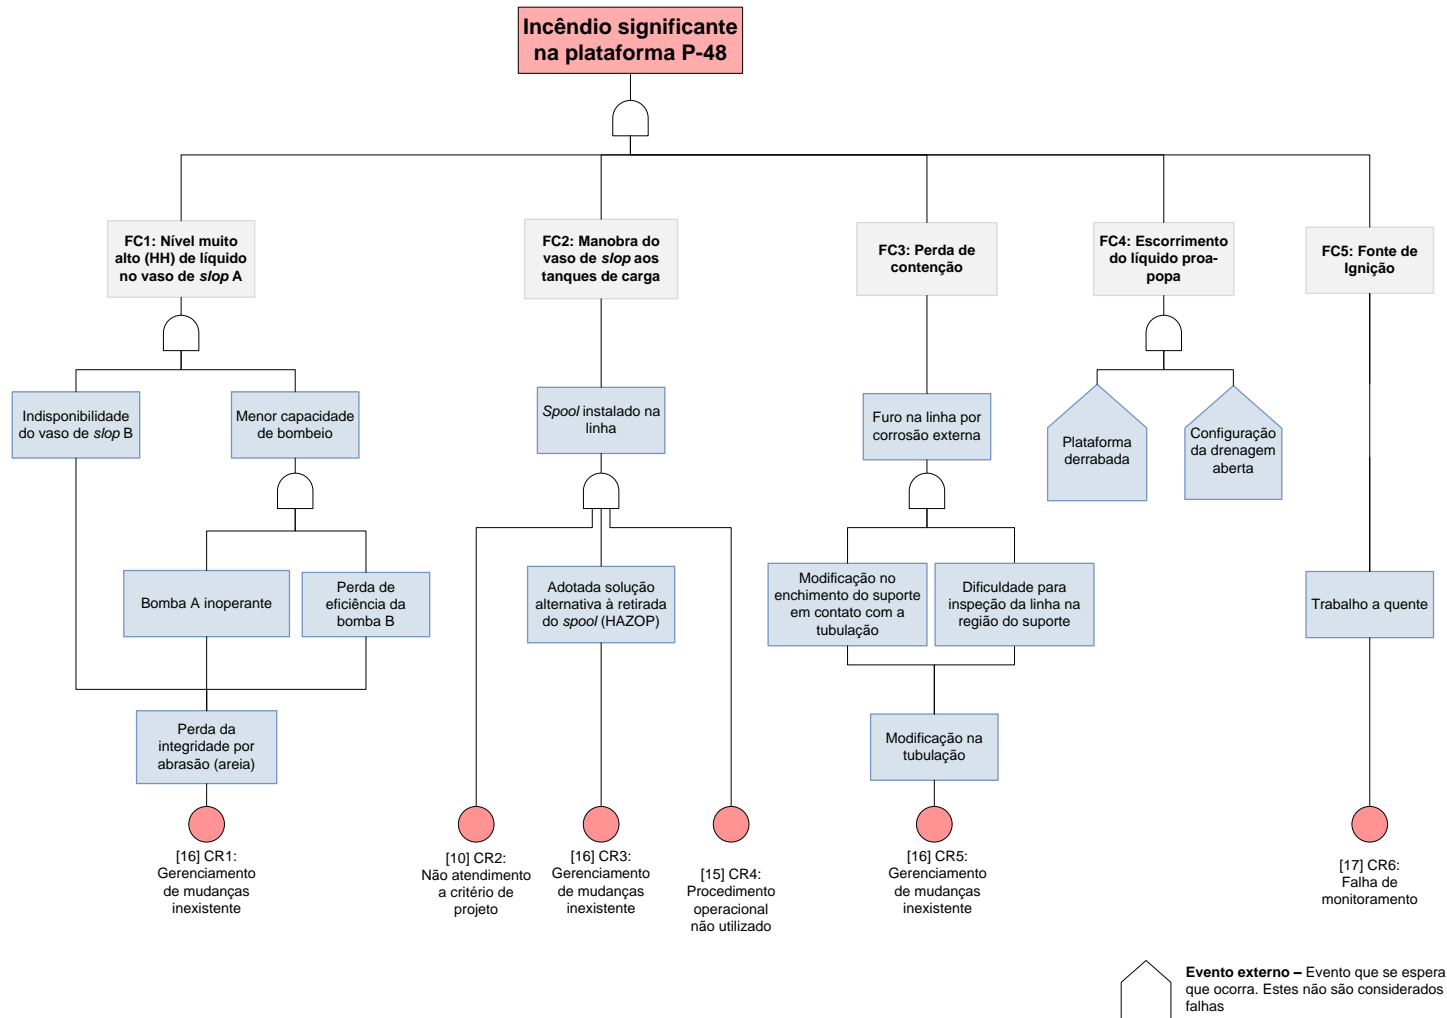 Incêndio significante
na plataforma P-48
FC1: Nível muito
alto (HH) de líquido
no vaso de slop A
FC2: Manobra do
vaso de slop aos
tanques de carga
FC3: Perda de
contenção
FC4: Escorrimento
do líquido proa-
popa
FC5: Fonte de
Ignição
Indisponibilidade
do vaso de slop B
Menor capacidade
de bombeio
Spool instalado na
linha
Furo na linha por
corrosão externa
Plataforma
derrabada
Configuração
da drenagem
aberta
Bomba A inoperante
Perda de
eficiência da
bomba B
Adotada solução
alternativa à retirada
do spool (HAZOP)
Modificação no
enchimento do suporte
em contato com a
tubulação
Dificuldade para
inspeção da linha na
região do suporte
Trabalho a quente
Perda da
integridade por
abrasão (areia)
Modificação na
tubulação
[16] CR1:
Gerenciamento
de mudanças
inexistente
[10] CR2:
Não atendimento
a critério de
projeto
[16] CR3:
Gerenciamento
de mudanças
inexistente
[15] CR4:
Procedimento
operacional
não utilizado
[16] CR5:
Gerenciamento
de mudanças
inexistente
[17] CR6:
Falha de
monitoramento
Evento externo – Evento que se espera
que ocorra. Estes não são considerados
falhas